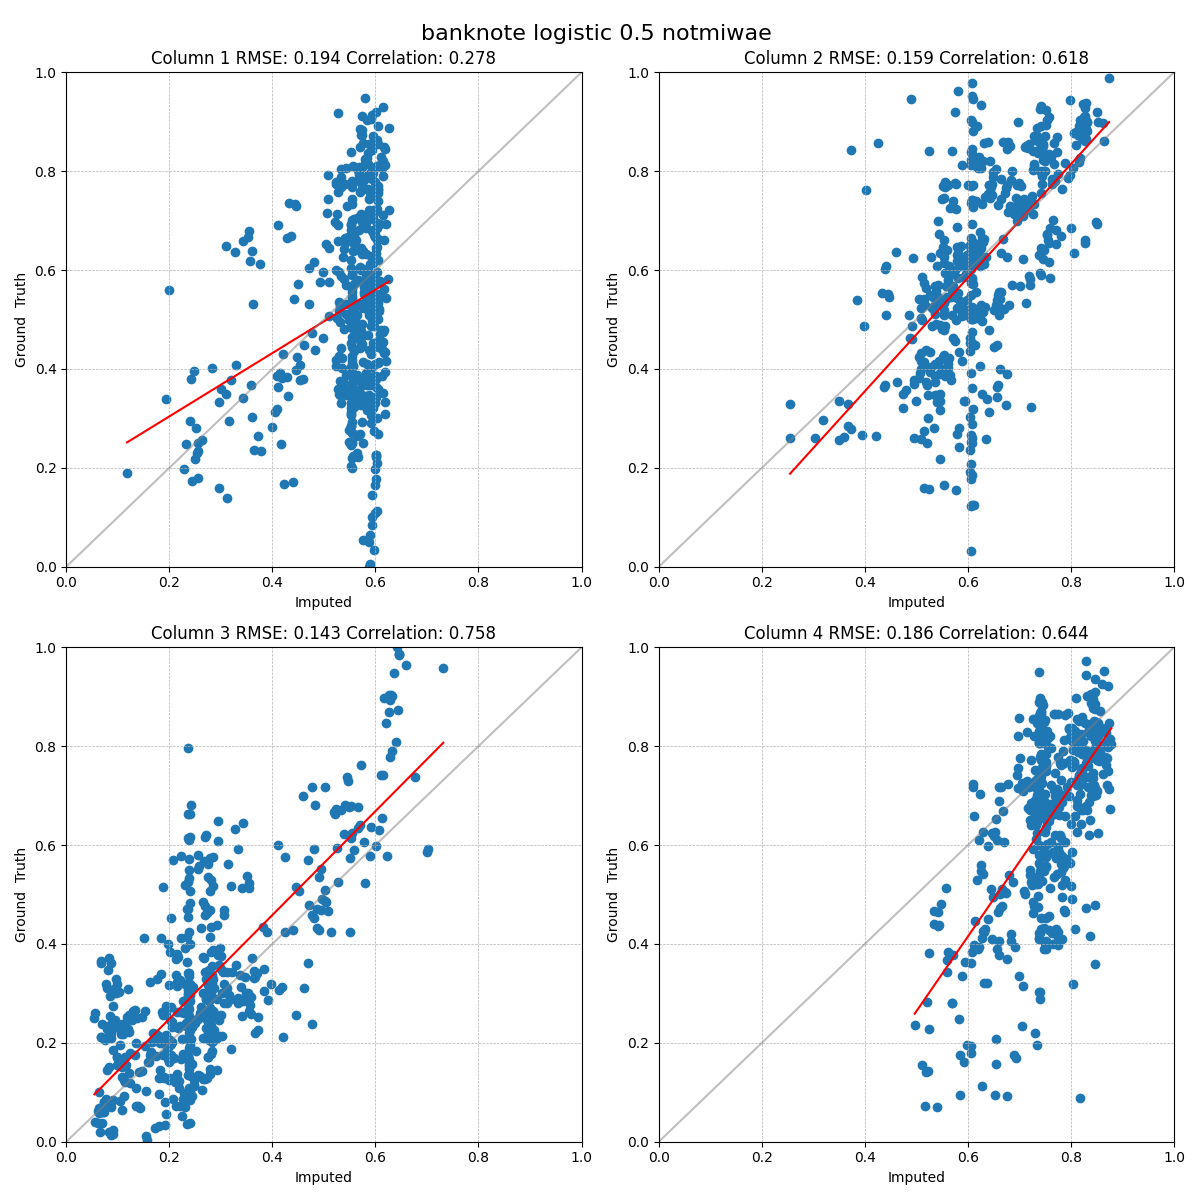 banknote logistic 0.5 notmiwae
Column 1 RMSE: 0.194 Correlation: 0.278
1.0
0.8
0.6
0.4
0.2
0.0
Ground Truth
0.0 0.2 0.4 0.6 0.8 1.0
Imputed
Column 2 RMSE: 0.159 Correlation: 0.618
1.0
0.8
0.6
0.4
0.2
0.0
Ground Truth
0.0 0.2 0.4 0.6 0.8 1.0
Imputed
Column 3 RMSE: 0.143 Correlation: 0.758
1.0
0.8
0.6
0.4
0.2
0.0
Ground Truth
0.0 0.2 0.4 0.6 0.8 1.0
Imputed
Column 4 RMSE: 0.186 Correlation: 0.644
1.0
0.8
0.6
0.4
0.2
0.0
Ground Truth
0.0 0.2 0.4 0.6 0.8 1.0
Imputed